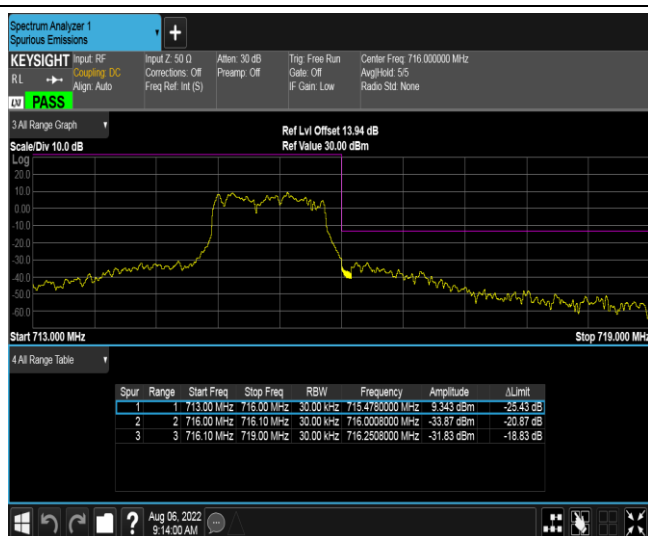 Spectrum Analyzer 1
Spurious Emissions
KEYSIGHT Input: RF Input Z: 50 Ω Atten: 30 dB Trig: Free Run Center Freq: 716.000000 MHz
RL Coupling: DC Corrections: Off Preamp: Off Gate: Off Avg|Hold: 5/5
Align: Auto Freq Ref: Int (S) IF Gain: Low Radio Std: None
LXI PASS
3 All Range Graph
Ref Lvl Offset 13.94 dB
Scale/Div 10.0 dB Ref Value 30.00 dBm
Log
20.0
10.0
0.00
-10.0
-20.0
-30.0
-40.0
-50.0
-60.0
Start 713.000 MHz Stop 719.000 MHz
4 All Range Table
Spur Range Start Freq Stop Freq RBW Frequency Amplitude ΔLimit
1 1 713.00 MHz 716.00 MHz 30.00 kHz 715.4780000 MHz 9.343 dBm -25.43 dB
2 2 716.00 MHz 716.10 MHz 30.00 kHz 716.0008000 MHz -33.87 dBm -20.87 dB
3 3 716.10 MHz 719.00 MHz 30.00 kHz 716.2508000 MHz -31.83 dBm -18.83 dB
? Aug 06, 2022
9:14:00 AM